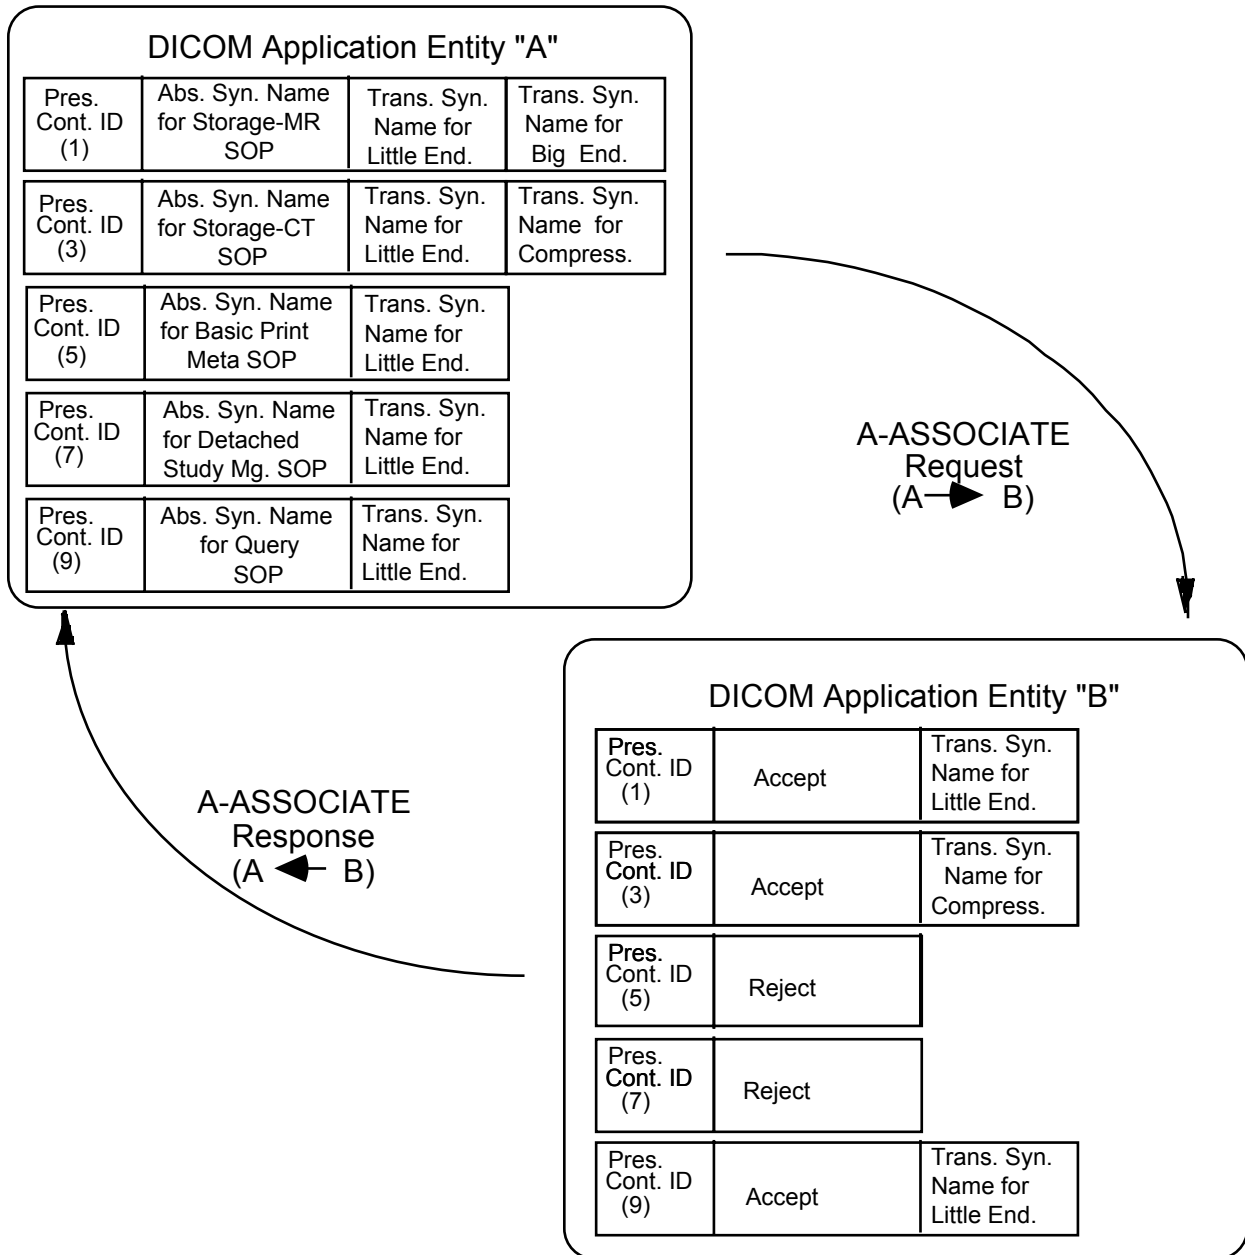 DICOM Application Entity "A"
Pres.
Cont. ID
(1)
Abs. Syn. Name
for Storage-MR
SOP
Trans. Syn.
Name for
Little End.
Trans. Syn.
Name for
Big End.
Pres.
Cont. ID
(3)
Abs. Syn. Name
for Storage-CT
SOP
Trans. Syn.
Name for
Little End.
Trans. Syn.
Name for
Compress.
Pres.
Cont. ID
(5)
Abs. Syn. Name
for Basic Print
Meta SOP
Trans. Syn.
Name for
Little End.
Pres.
Cont. ID
(7)
Abs. Syn. Name
for Detached
Study Mg. SOP
Trans. Syn.
Name for
Little End.
Pres.
Cont. ID
(9)
Abs. Syn. Name
for Query
SOP
Trans. Syn.
Name for
Little End.
A-ASSOCIATE
Request
(A B)
A-ASSOCIATE
Response
(A B)
DICOM Application Entity "B"
Pres.
Cont. ID
(1)
Accept
Trans. Syn.
Name for
Little End.
Pres.
Cont. ID
(3)
Accept
Trans. Syn.
Name for
Compress.
Pres.
Cont. ID
(5)
Reject
Pres.
Cont. ID
(7)
Reject
Pres.
Cont. ID
(9)
Accept
Trans. Syn.
Name for
Little End.